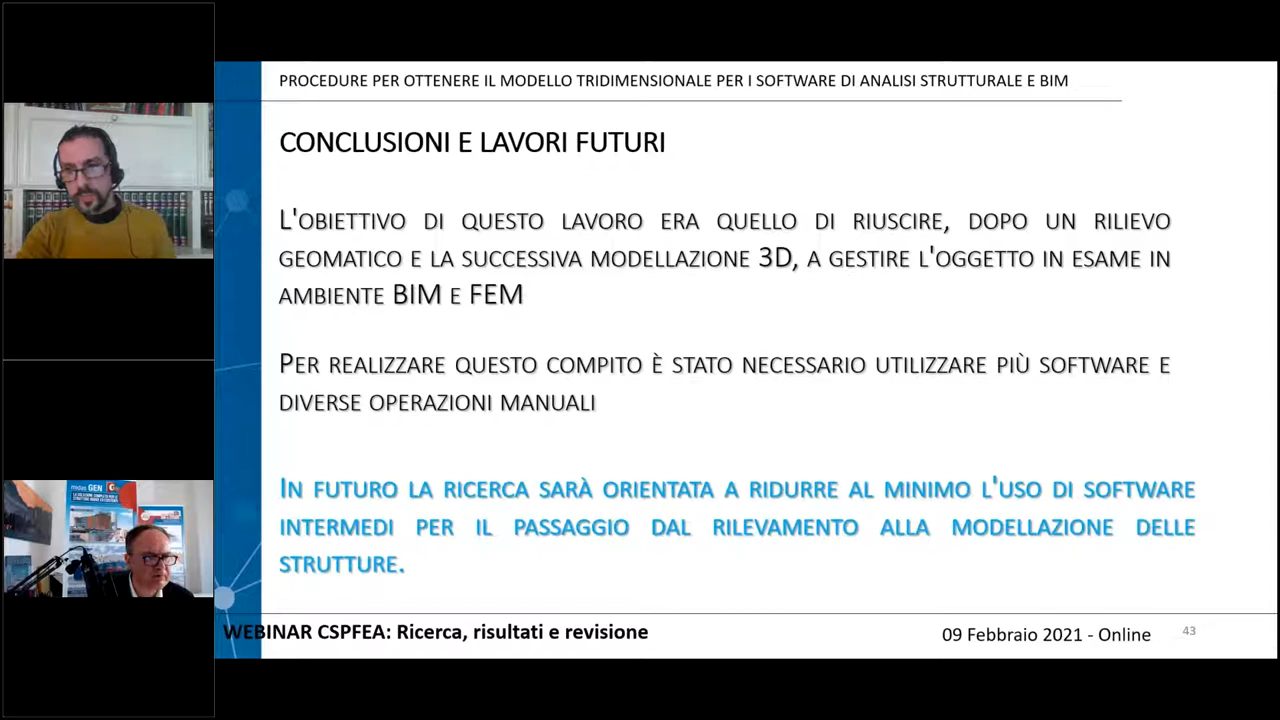 PROCEDURE PER OTTENERE IL MODELLO TRIDIMENSIONALE PER I SOFTWARE DI ANALISI STRUTTURALE E BIM
CONCLUSIONI E LAVORI FUTURI
L'OBIETTIVO DI QUESTO LAVORO ERA QUELLO DI RIUSCIRE, DOPO UN RILIEVO
GEOMATICO E LA SUCCESSIVA MODELLAZIONE 3D, A GESTIRE L'OGGETTO IN ESAME IN
AMBIENTE BIM E FEM
PER REALIZZARE QUESTO COMPITO È STATO NECESSARIO UTILIZZARE PIÙ SOFTWARE E
DIVERSE OPERAZIONI MANUALI
IN FUTURO LA RICERCA SARÀ ORIENTATA A RIDURRE AL MINIMO L'USO DI SOFTWARE
INTERMEDI PER IL PASSAGGIO DAL RILEVAMENTO ALLA MODELLAZIONE DELLE
STRUTTURE.
WEBINAR CSPFEA: Ricerca, risultati e revisione
09 Febbraio 2021 - Online
43
midas GEN